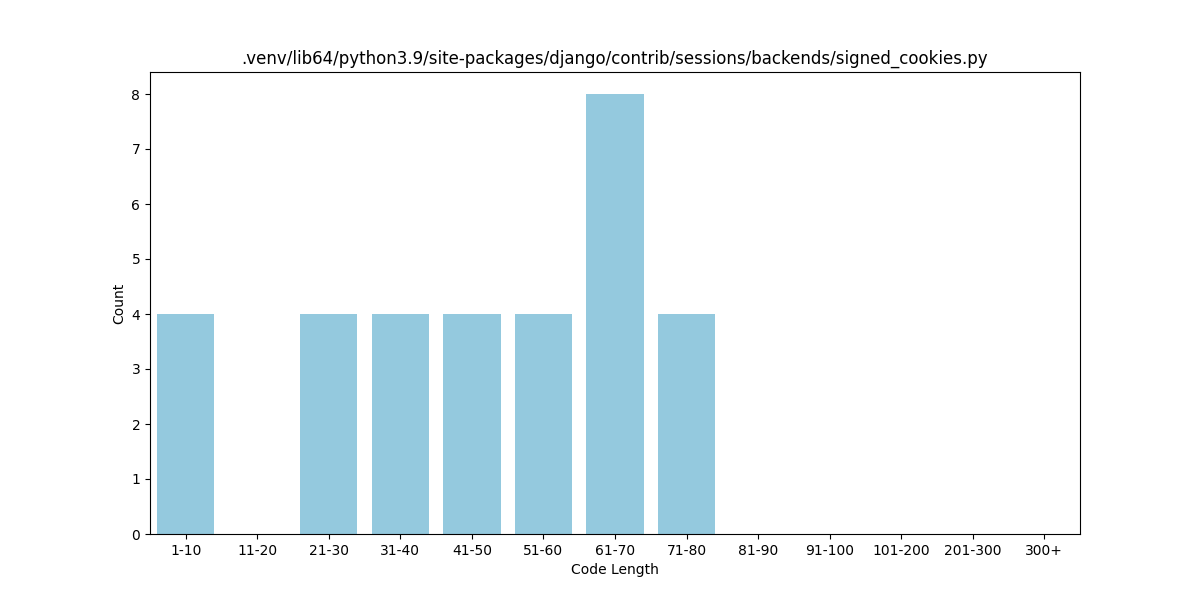 .venv/lib64/python3.9/site-packages/django/contrib/sessions/backends/signed_cookies.py
8
7
6
5
4
3
2
1
0
Count
1-10 11-20 21-30 31-40 41-50 51-60 61-70 71-80 81-90 91-100 101-200 201-300 300+
Code Length